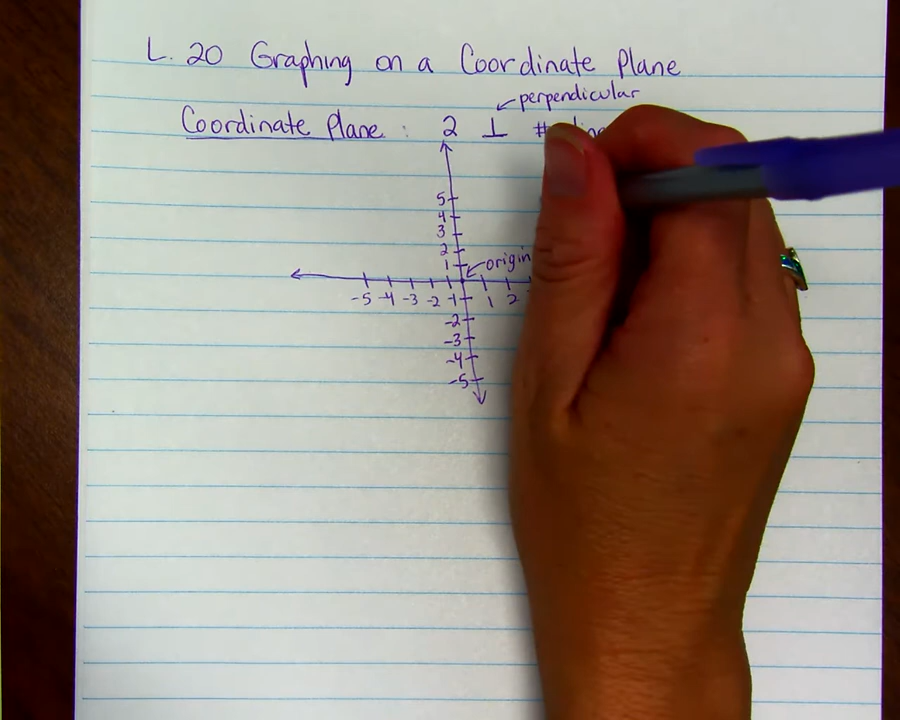 L. 20 Graphing on a Coordinate Plane
perpendicular
Coordinate Plane : 2 ⊥ #
5
4
3
2
1
origin
-5 -4 -3 -2 -1 1 2
-2
-3
-4
-5